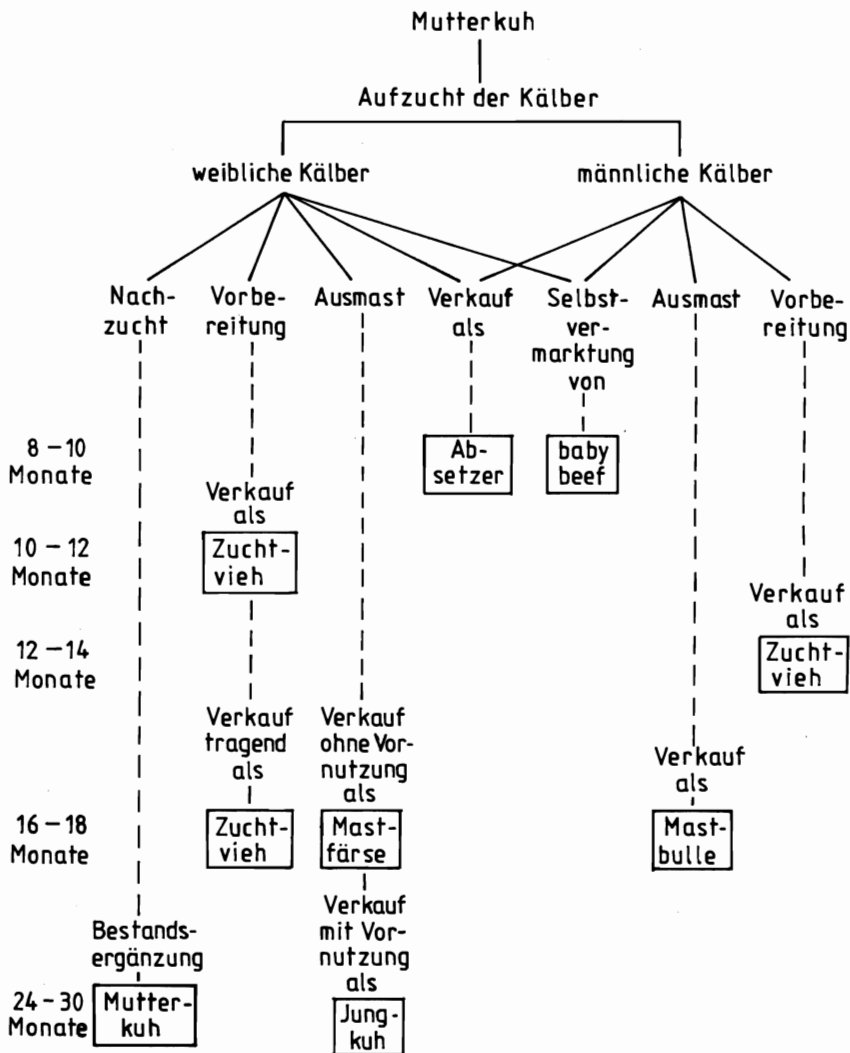 Mutterkuh
Aufzucht der Kälber
weibliche Kälber
männliche Kälber
Nach-
zucht
Vorbe-
reitung
Ausmast
Verkauf
als
Selbst-
ver-
marktung
von
Ausmast
Vorbe-
reitung
8-10
Monate
Ab-
setzer
baby
beef
Verkauf
als
10-12
Monate
Zucht-
vieh
Verkauf
als
12-14
Monate
Zucht-
vieh
Verkauf
tragend
als
Verkauf
ohne Vor-
nutzung
als
Verkauf
als
16-18
Monate
Zucht-
vieh
Mast-
färse
Mast-
bulle
Bestands-
ergänzung
Verkauf
mit Vor-
nutzung
als
24-30
Monate
Mutter-
kuh
Jung-
kuh